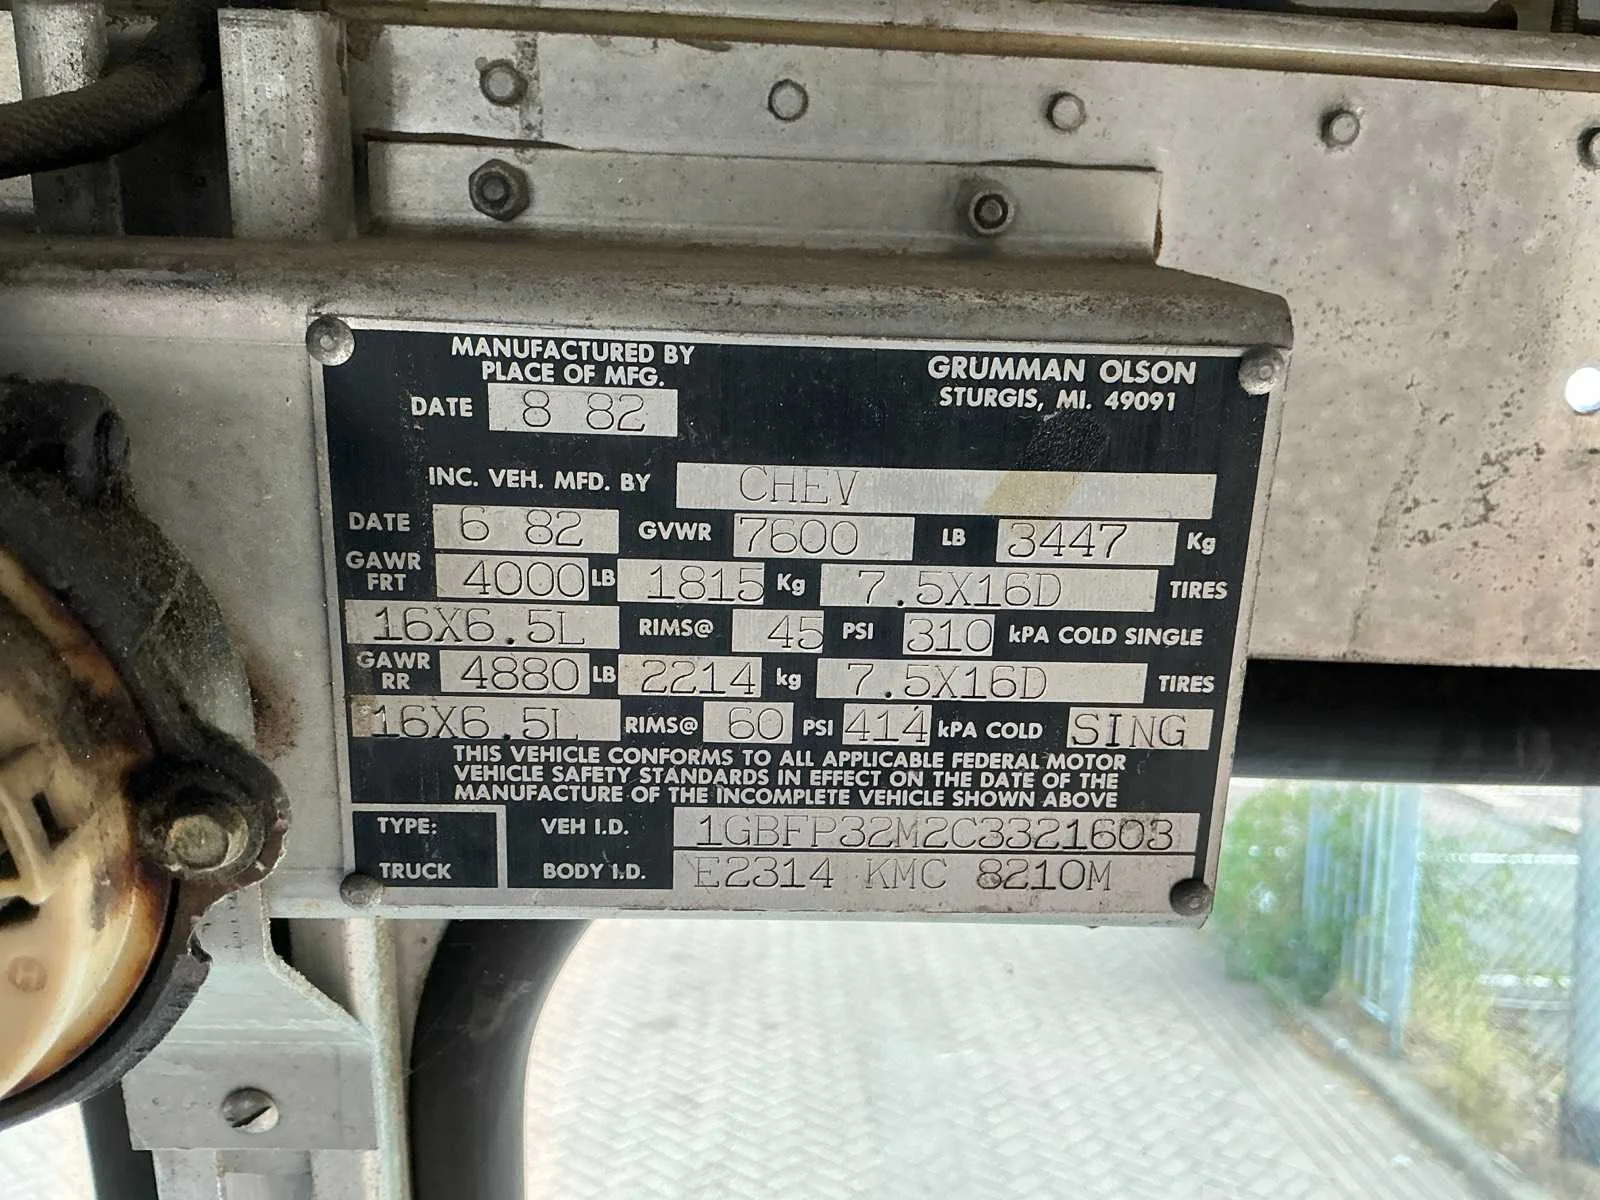 MANUFACTURED BY
PLACE OF MFG.
GRUMMAN OLSON
STURGIS, MI. 49091
DATE 8 82
INC. VEH. MFD. BY CHEV
DATE 6 82 GVWR 7600 LB 3447 Kg
GAWR FRT 4000 LB 1815 Kg 7.5X16D TIRES
16X6.5L RIMS@ 45 PSI 310 kPA COLD SINGLE
GAWR RR 4880 LB 2214 kg 7.5X16D TIRES
16X6.5L RIMS@ 60 PSI 414 kPA COLD SING
THIS VEHICLE CONFORMS TO ALL APPLICABLE FEDERAL MOTOR
VEHICLE SAFETY STANDARDS IN EFFECT ON THE DATE OF THE
MANUFACTURE OF THE INCOMPLETE VEHICLE SHOWN ABOVE
TYPE: VEH I.D. 1GBFP32M2C3321603
TRUCK BODY I.D. E2314 KMC 8210M